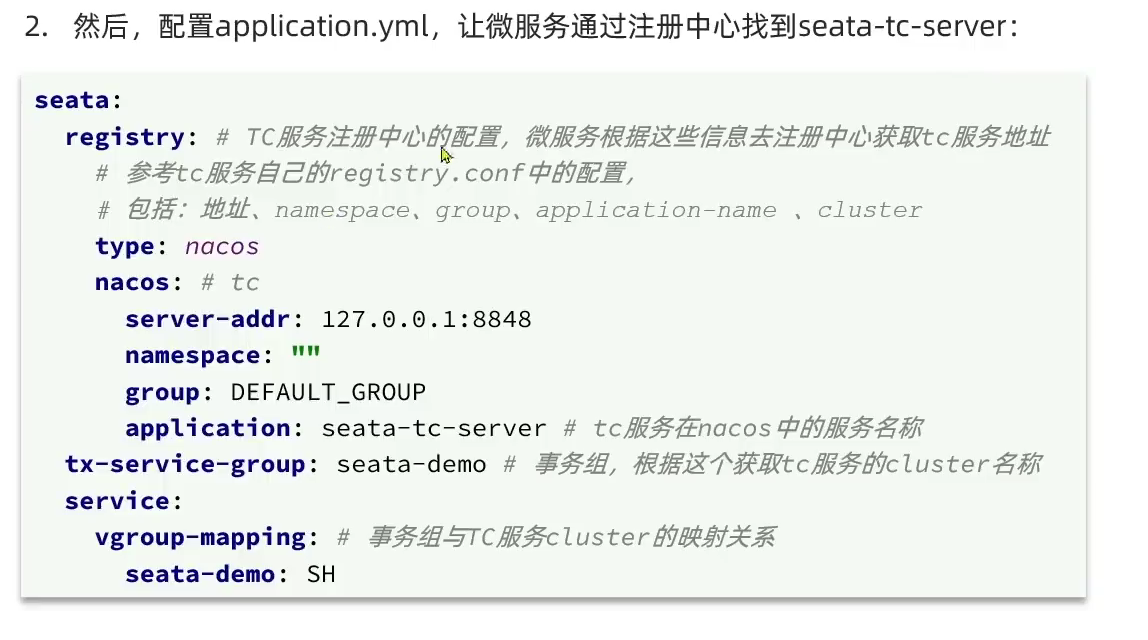 2. 然后，配置application.yml，让微服务通过注册中心找到seata-tc-server：
seata:
registry: # TC服务注册中心的配置，微服务根据这些信息去注册中心获取tc服务地址
# 参考tc服务自己的registry.conf中的配置，
# 包括：地址、namespace、group、application-name 、cluster
type: nacos
nacos: # tc
server-addr: 127.0.0.1:8848
namespace: ""
group: DEFAULT_GROUP
application: seata-tc-server # tc服务在nacos中的服务名称
tx-service-group: seata-demo # 事务组，根据这个获取tc服务的cluster名称
service:
vgroup-mapping: # 事务组与TC服务cluster的映射关系
seata-demo: SH